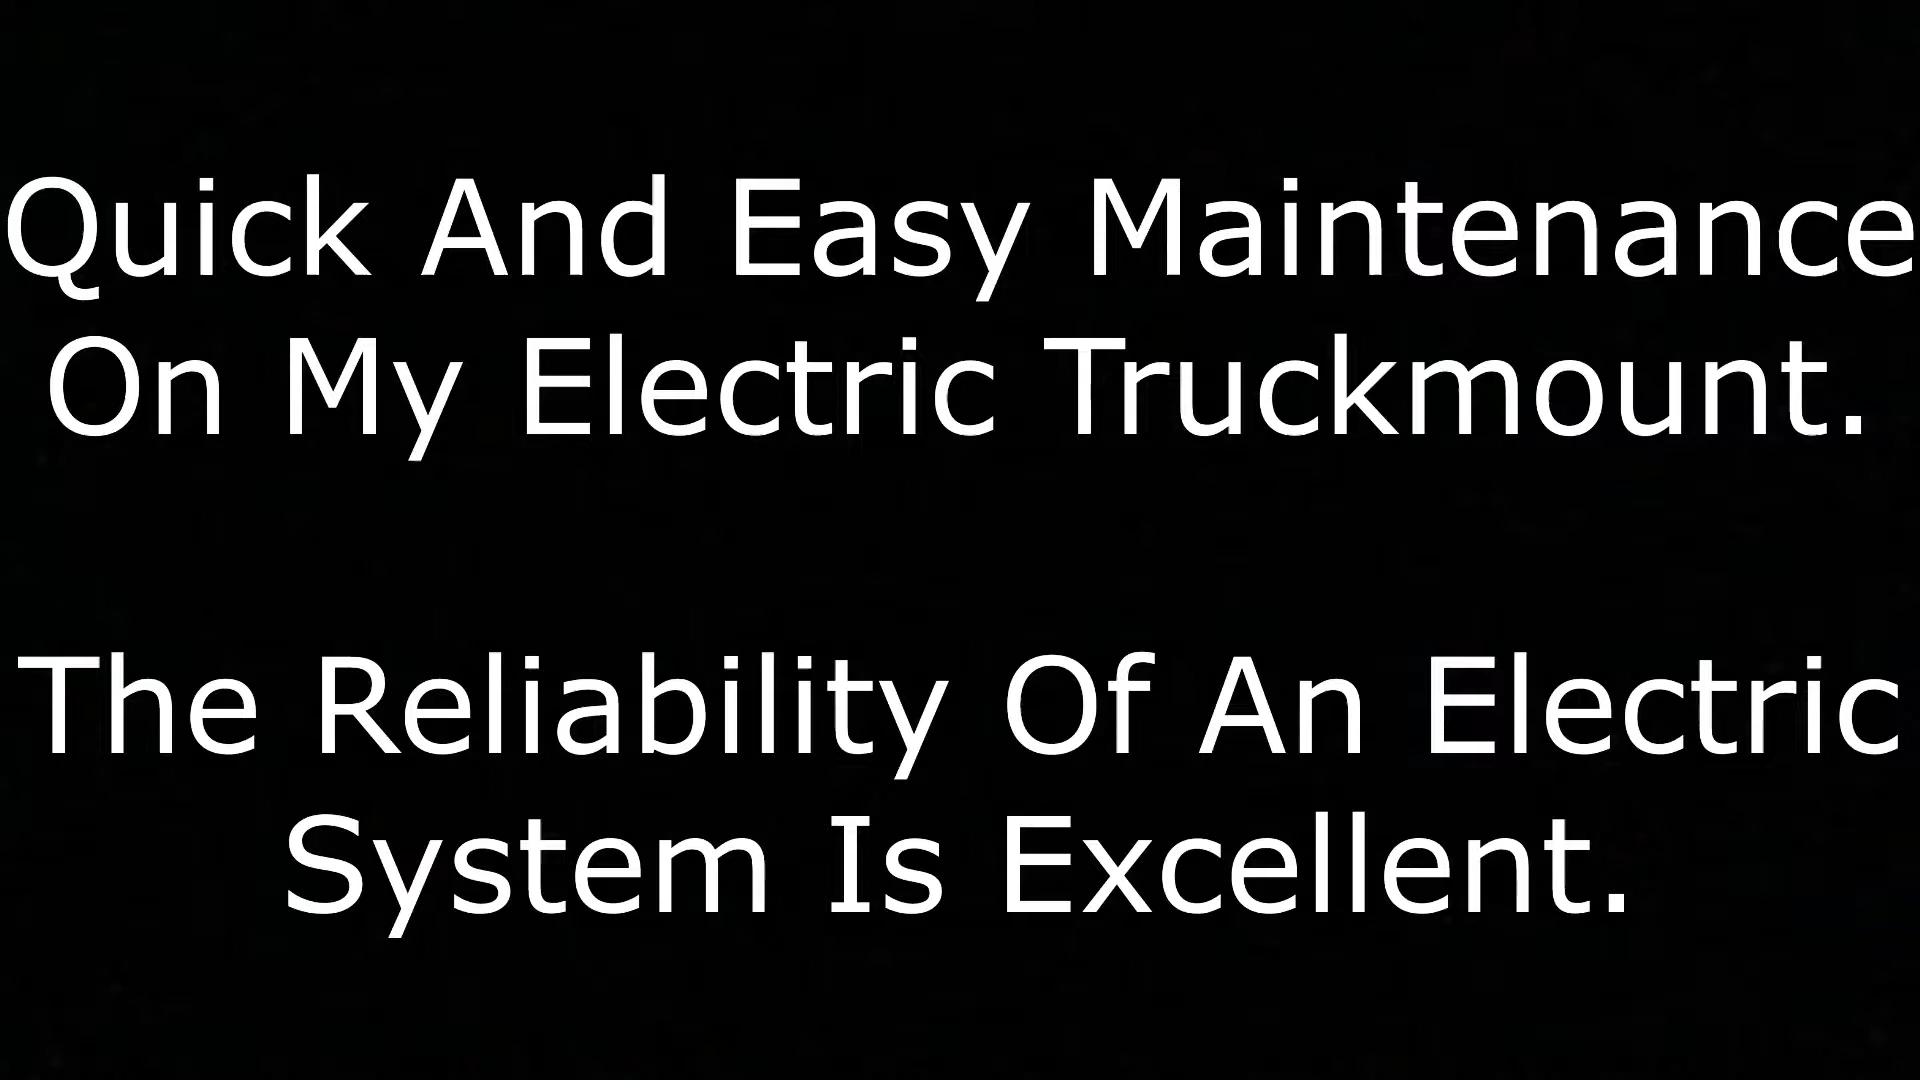 Quick And Easy Maintenance
On My Electric Truckmount.
The Reliability Of An Electric
System Is Excellent.